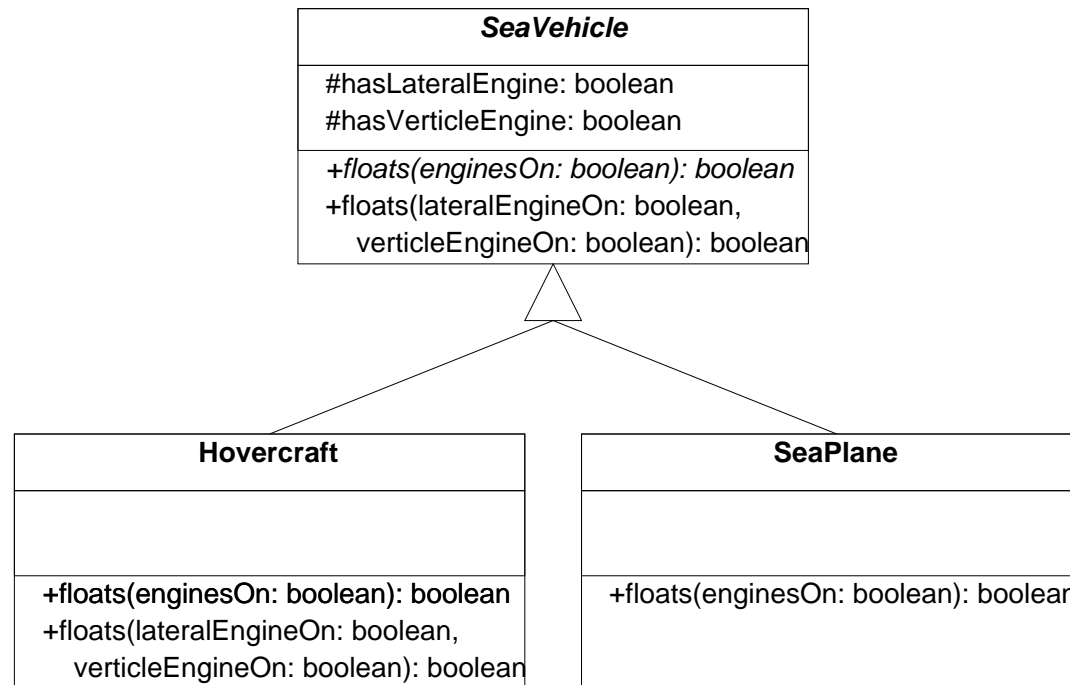 SeaVehicle
#hasLateralEngine: boolean
#hasVerticleEngine: boolean
+floats(enginesOn: boolean): boolean
+floats(lateralEngineOn: boolean,
verticleEngineOn: boolean): boolean
Hovercraft
+floats(enginesOn: boolean): boolean
+floats(lateralEngineOn: boolean,
verticleEngineOn: boolean): boolean
SeaPlane
+floats(enginesOn: boolean): boolean